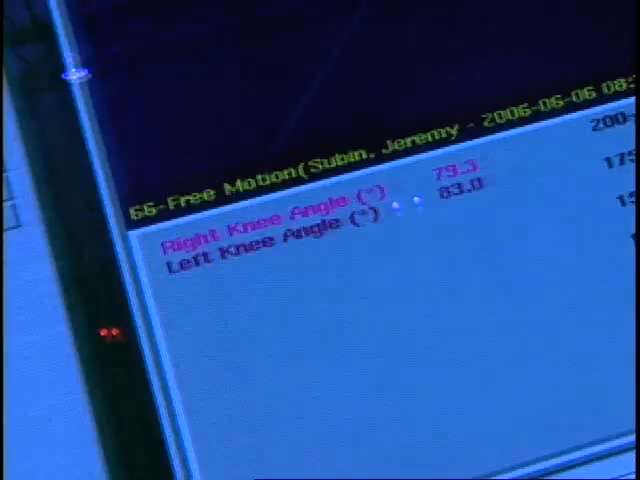 66-Free Motion(Subin, Jeremy - 2006-06-06 08:
Right Knee Angle (°) 79.3
Left Knee Angle (°) 83.0
200
175